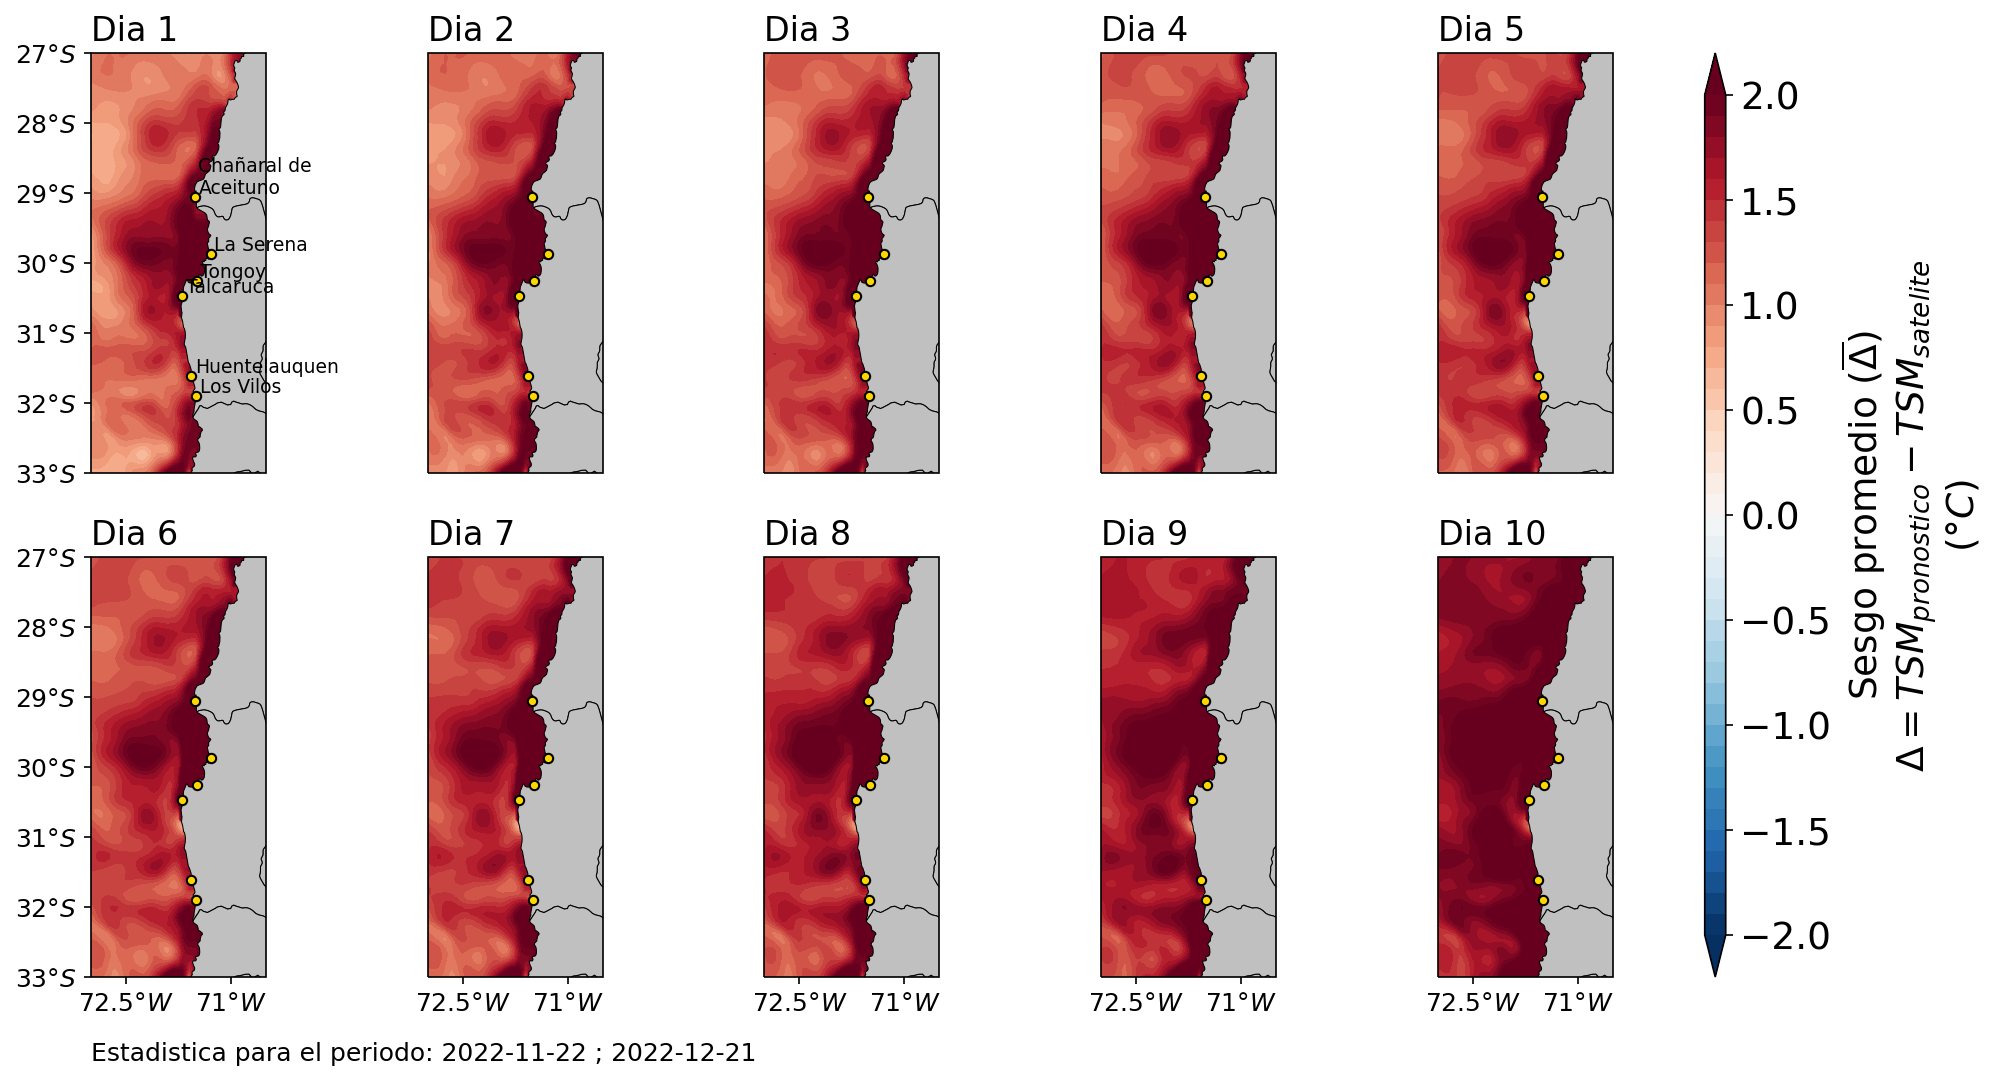 Dia 1
Dia 2
Dia 3
Dia 4
Dia 5
27°S
28°S
29°S
30°S
31°S
32°S
33°S
Chañaral de
Aceituno
La Serena
Tongoy
Talcaruca
Huentelauquen
Los Vilos
Dia 6
Dia 7
Dia 8
Dia 9
Dia 10
27°S
28°S
29°S
30°S
31°S
32°S
33°S
72.5°W 71°W
72.5°W 71°W
72.5°W 71°W
72.5°W 71°W
72.5°W 71°W
2.0
1.5
1.0
0.5
0.0
−0.5
−1.0
−1.5
−2.0
Sesgo promedio (Δ̅)
Δ = TSM_pronostico − TSM_satelite
(°C)
Estadistica para el periodo: 2022-11-22 ; 2022-12-21